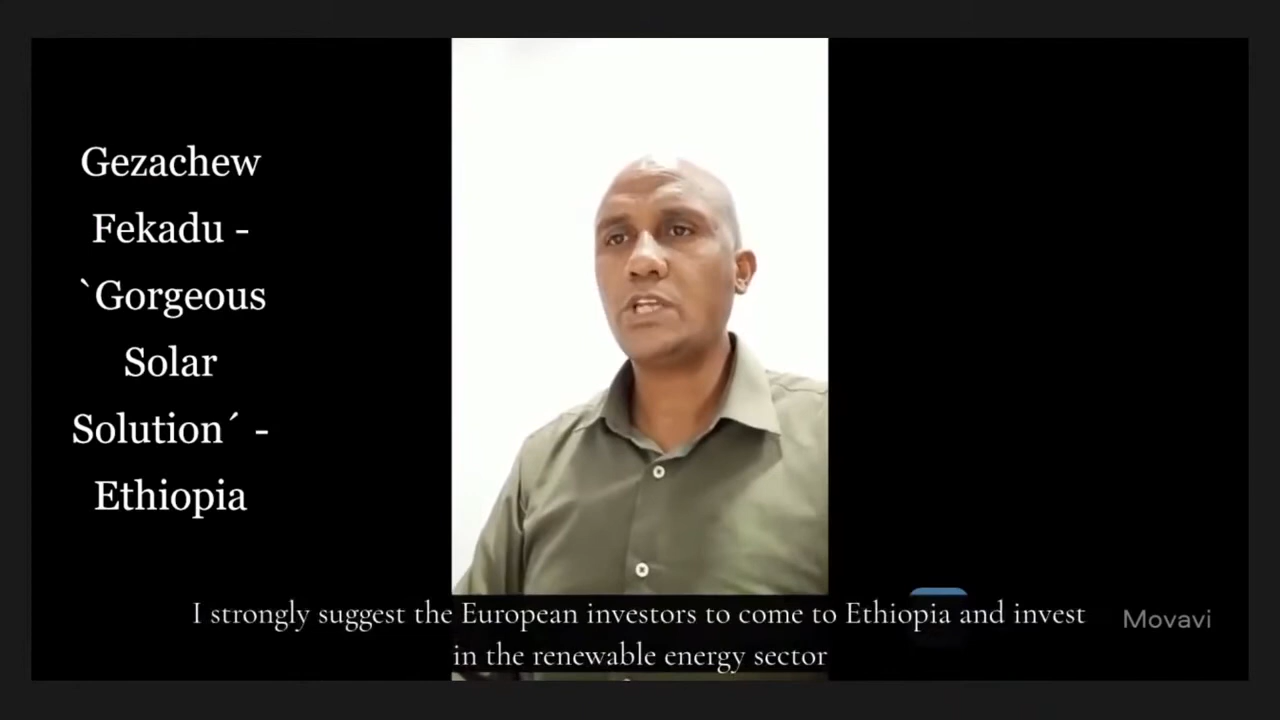 Gezachew
Fekadu -
`Gorgeous
Solar
Solution´ -
Ethiopia
I strongly suggest the European investors to come to Ethiopia and invest
in the renewable energy sector
Movavi